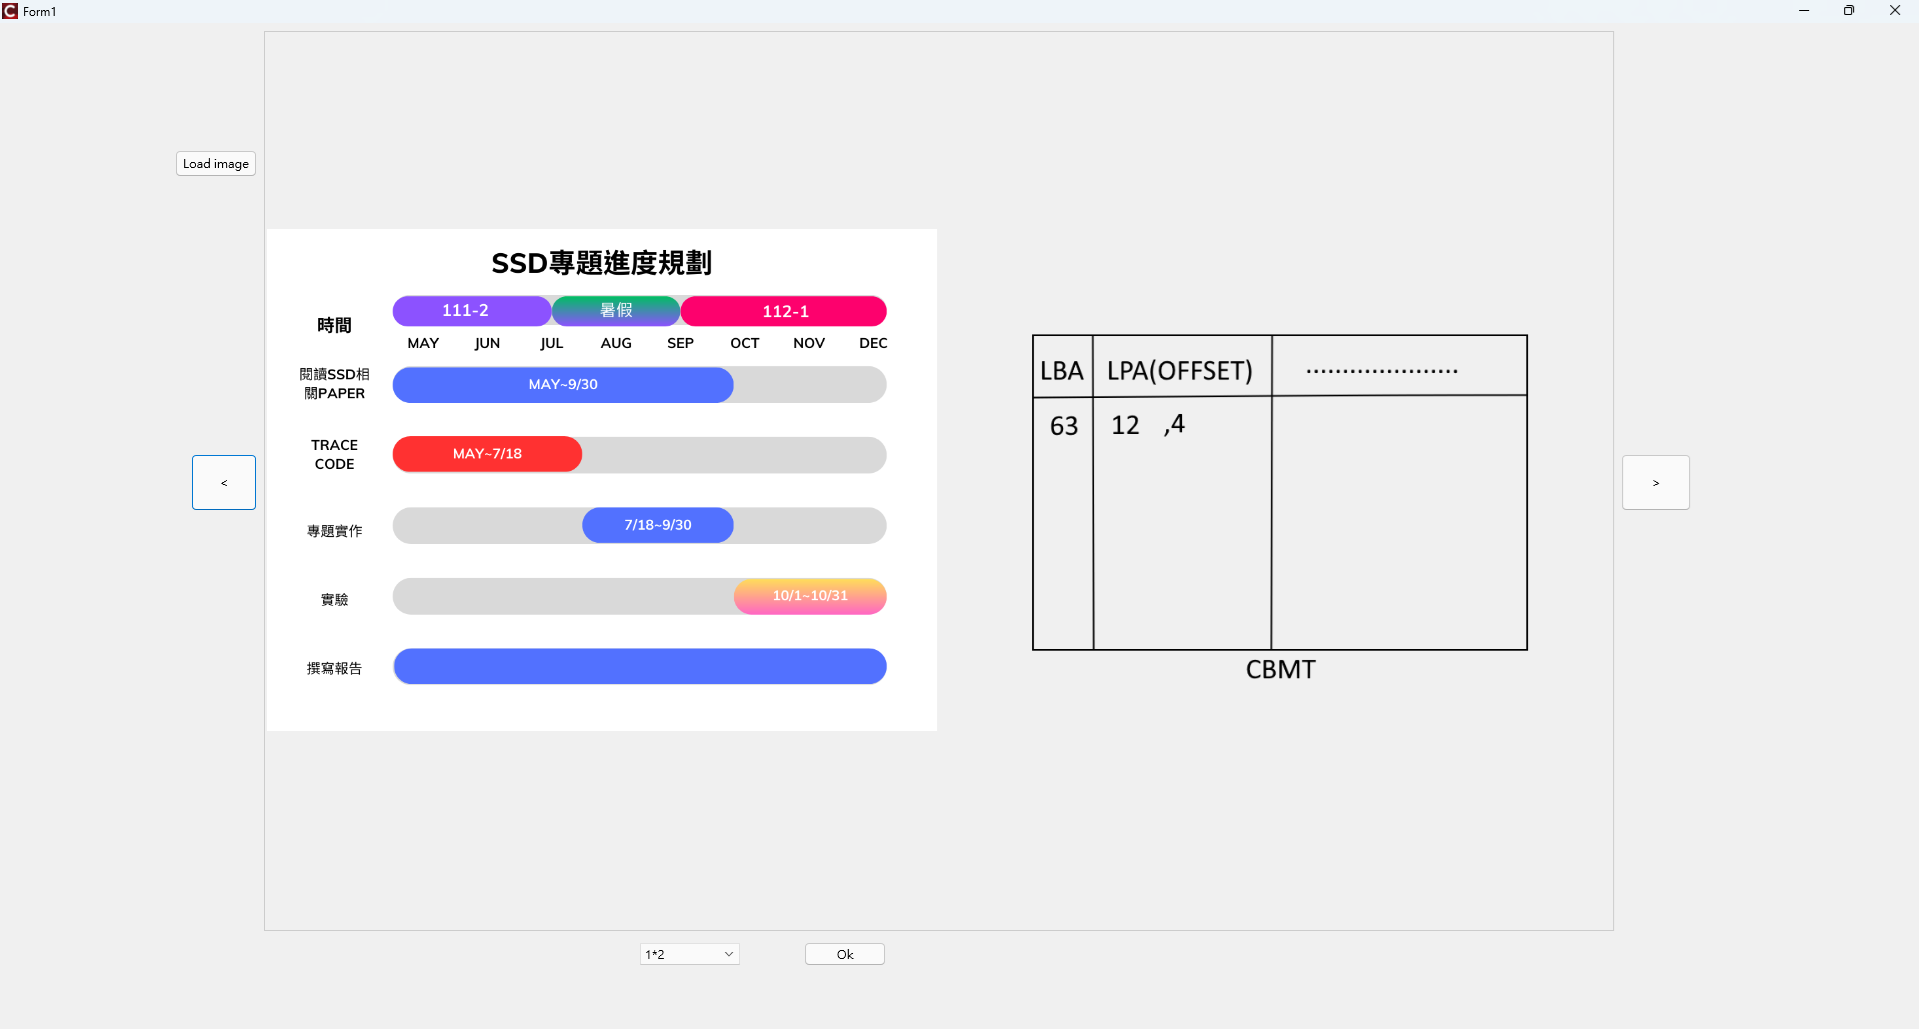 Form1
Load image
SSD專題進度規劃
時間
111-2 暑假 112-1
MAY JUN JUL AUG SEP OCT NOV DEC
閱讀SSD相
關PAPER
MAY~9/30
TRACE
CODE
MAY~7/18
專題實作
7/18~9/30
實驗
10/1~10/31
撰寫報告
LBA LPA(OFFSET) .....................
63 12 ,4
CBMT
<
>
1*2
Ok